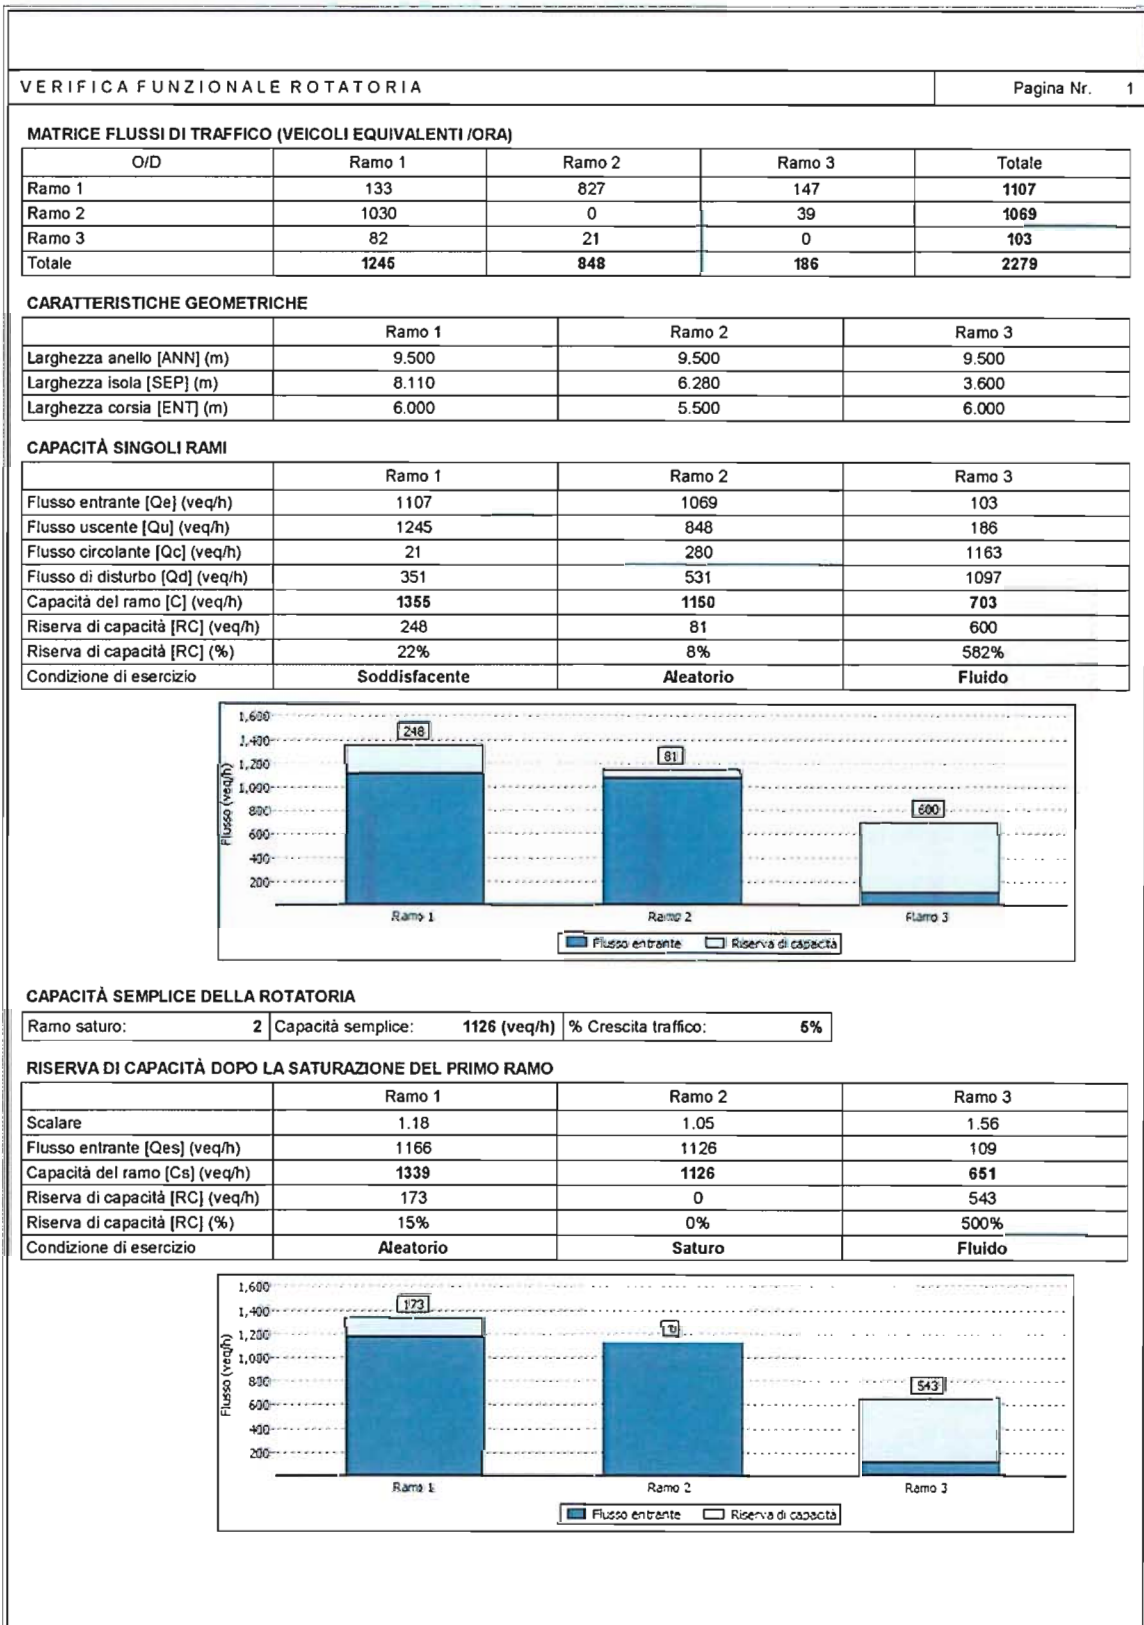 VERIFICA FUNZIONALE ROTATORIA Pagina Nr. 1
MATRICE FLUSSI DI TRAFFICO (VEICOLI EQUIVALENTI /ORA)
O/D Ramo 1 Ramo 2 Ramo 3 Totale
Ramo 1 133 827 147 1107
Ramo 2 1030 0 39 1069
Ramo 3 82 21 0 103
Totale 1245 848 186 2279
CARATTERISTICHE GEOMETRICHE
Ramo 1 Ramo 2 Ramo 3
Larghezza anello [ANN] (m) 9.500 9.500 9.500
Larghezza isola [SEP] (m) 8.110 6.280 3.600
Larghezza corsia [ENT] (m) 6.000 5.500 6.000
CAPACITÀ SINGOLI RAMI
Ramo 1 Ramo 2 Ramo 3
Flusso entrante [Qe] (veq/h) 1107 1069 103
Flusso uscente [Qu] (veq/h) 1245 848 186
Flusso circolante [Qc] (veq/h) 21 280 1163
Flusso di disturbo [Qd] (veq/h) 351 531 1097
Capacità del ramo [C] (veq/h) 1355 1150 703
Riserva di capacità [RC] (veq/h) 248 81 600
Riserva di capacità [RC] (%) 22% 8% 582%
Condizione di esercizio Soddisfacente Aleatorio Fluido
Flusso (veq/h)
1,600
1,400
1,200
1,000
800
600
400
200
248
81
600
Ramo 1 Ramo 2 Ramo 3
Flusso entrante Riserva di capacità
CAPACITÀ SEMPLICE DELLA ROTATORIA
Ramo saturo: 2 Capacità semplice: 1126 (veq/h) % Crescita traffico: 5%
RISERVA DI CAPACITÀ DOPO LA SATURAZIONE DEL PRIMO RAMO
Ramo 1 Ramo 2 Ramo 3
Scalare 1.18 1.05 1.56
Flusso entrante [Qes] (veq/h) 1166 1126 109
Capacità del ramo [Cs] (veq/h) 1339 1126 651
Riserva di capacità [RC] (veq/h) 173 0 543
Riserva di capacità [RC] (%) 15% 0% 500%
Condizione di esercizio Aleatorio Saturo Fluido
Flusso (veq/h)
1,600
1,400
1,200
1,000
800
600
400
200
173
543
Ramo 1 Ramo 2 Ramo 3
Flusso entrante Riserva di capacità